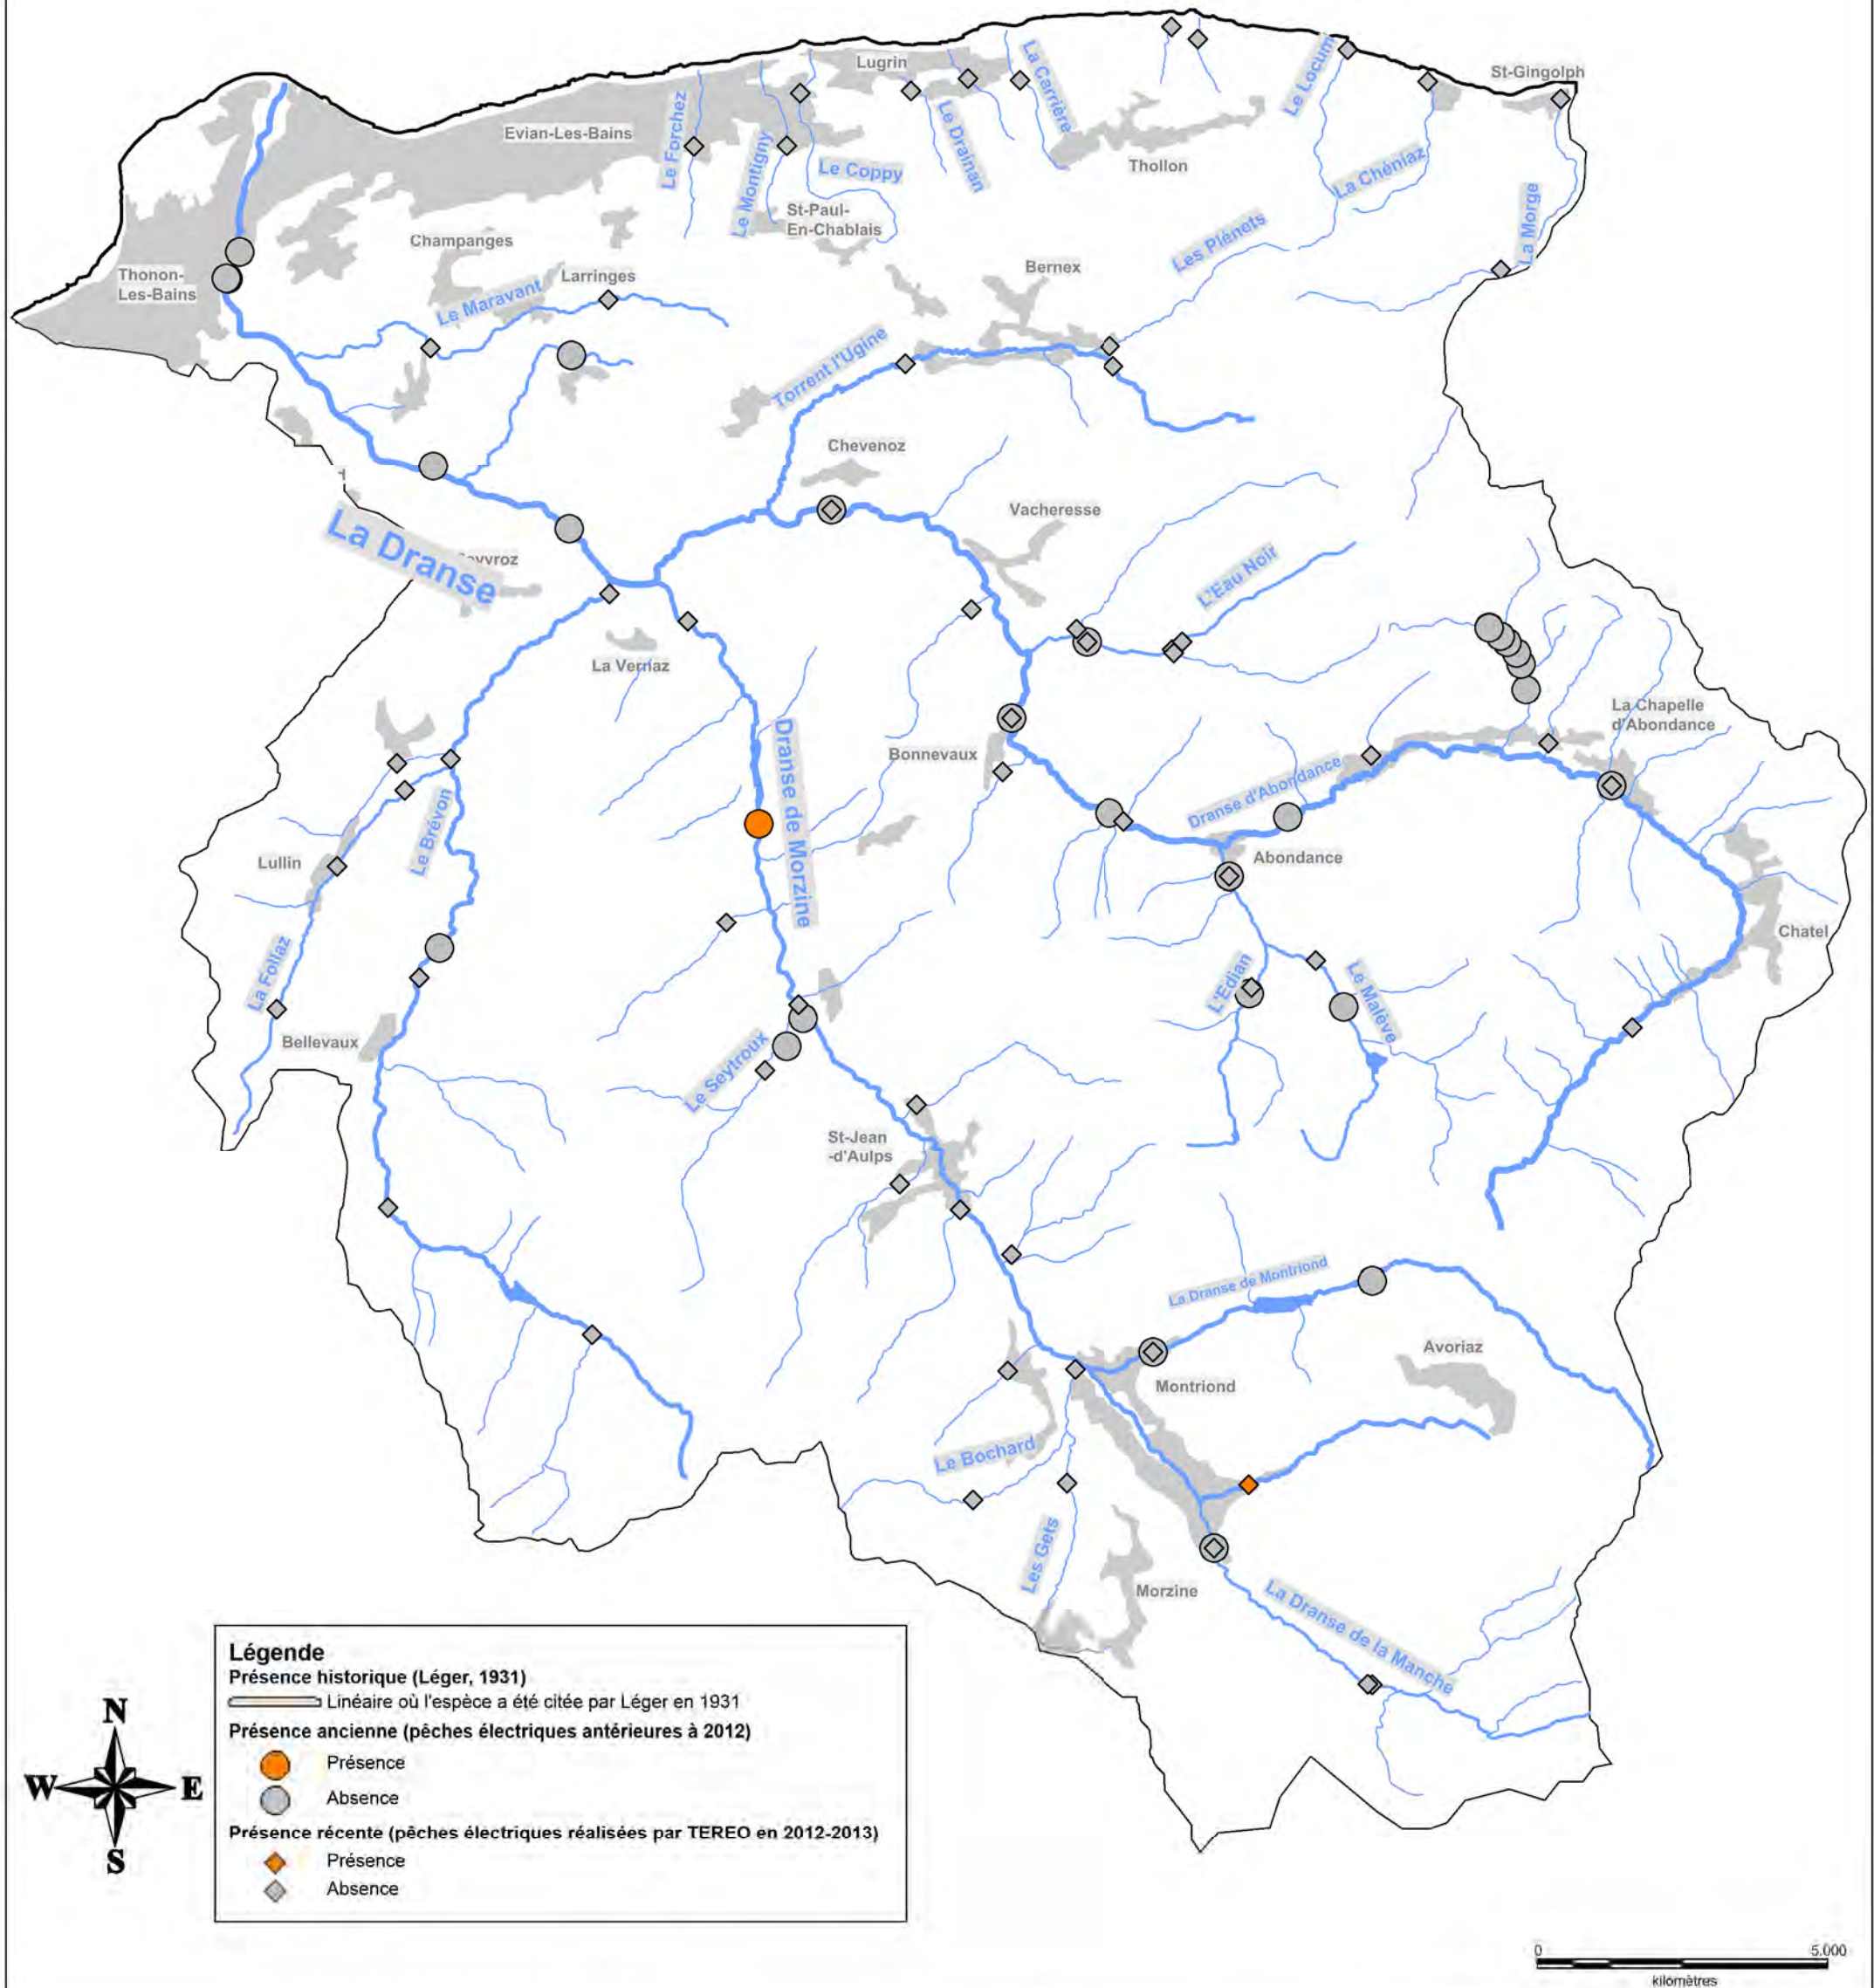 Lugrin
La Carrière
Le Locum
St-Gingolph
Evian-Les-Bains
Le Forchez
Le Montigny
Le Coppy
Le Drainan
Thollon
La Chéniaz
La Morge
St-Paul-
En-Chablais
Champanges
Les Plénets
Thonon-
Les-Bains
Larringes
Bernex
Le Maravant
Torrent l'Ugine
Chevenoz
Vacheresse
La Dranse
L'Eau Noir
La Vernaz
La Chapelle
d'Abondance
Bonnevaux
Dranse de Morzine
Dranse d'Abondance
Le Brévon
Lullin
Abondance
Chatel
La Follaz
L'Edian
Le Malève
Bellevaux
Le Seytroux
St-Jean
-d'Aulps
La Dranse de Montriond
Avoriaz
Montriond
Le Bochard
Les Gets
Morzine
La Dranse de la Manche
Légende
Présence historique (Léger, 1931)
Linéaire où l'espèce a été citée par Léger en 1931
Présence ancienne (pêches électriques antérieures à 2012)
Présence
Absence
Présence récente (pêches électriques réalisées par TEREO en 2012-2013)
Présence
Absence
N
W E
S
0 5.000
kilomètres